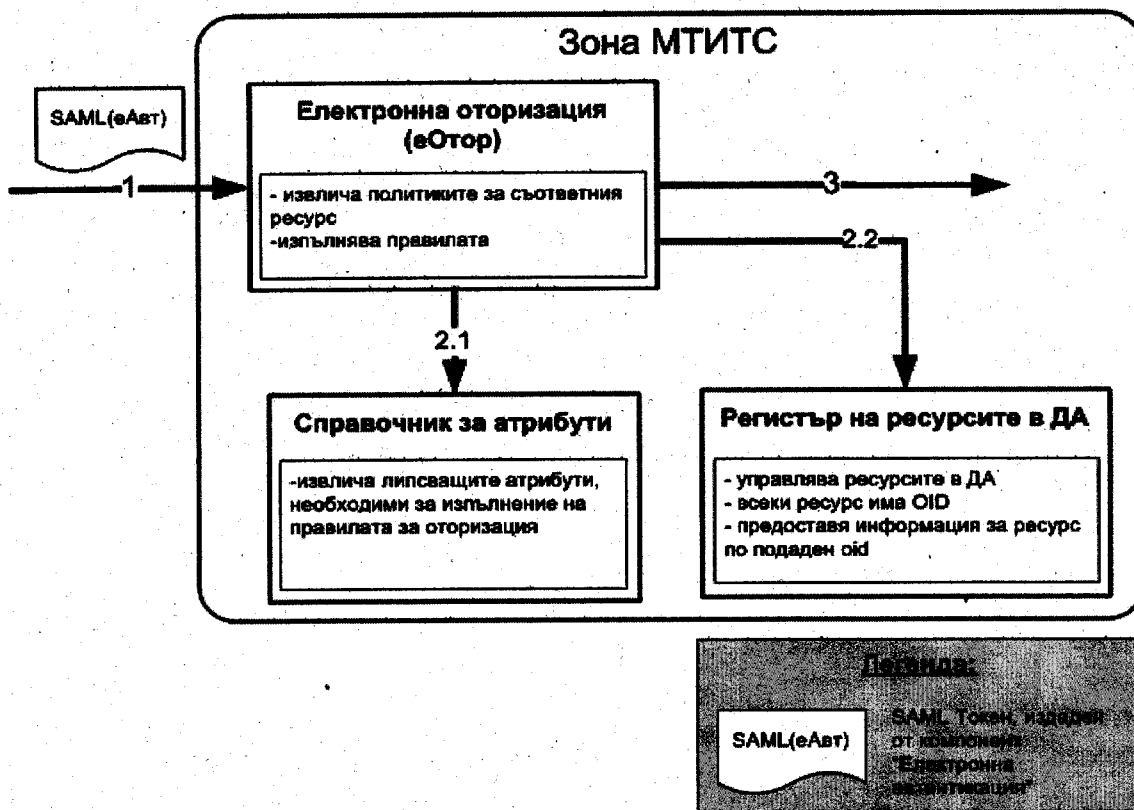 Зона МТИТС
SAML(еАвт)
Електронна оторизация
(еОтор)
- извлича политиките за съответния
ресурс
-изпълнява правилата
1
3
2.2
2.1
Справочник за атрибути
-извлича липсващите атрибути,
необходими за изпълнение на
правилата за оторизация
Регистър на ресурсите в ДА
- управлява ресурсите в ДА
- всеки ресурс има OID
- предоставя информация за ресурс
по подаден oid
Легенда:
SAML(еАвт)
SAML Токен, издаден
от компонент
"Електронна
автентикация"